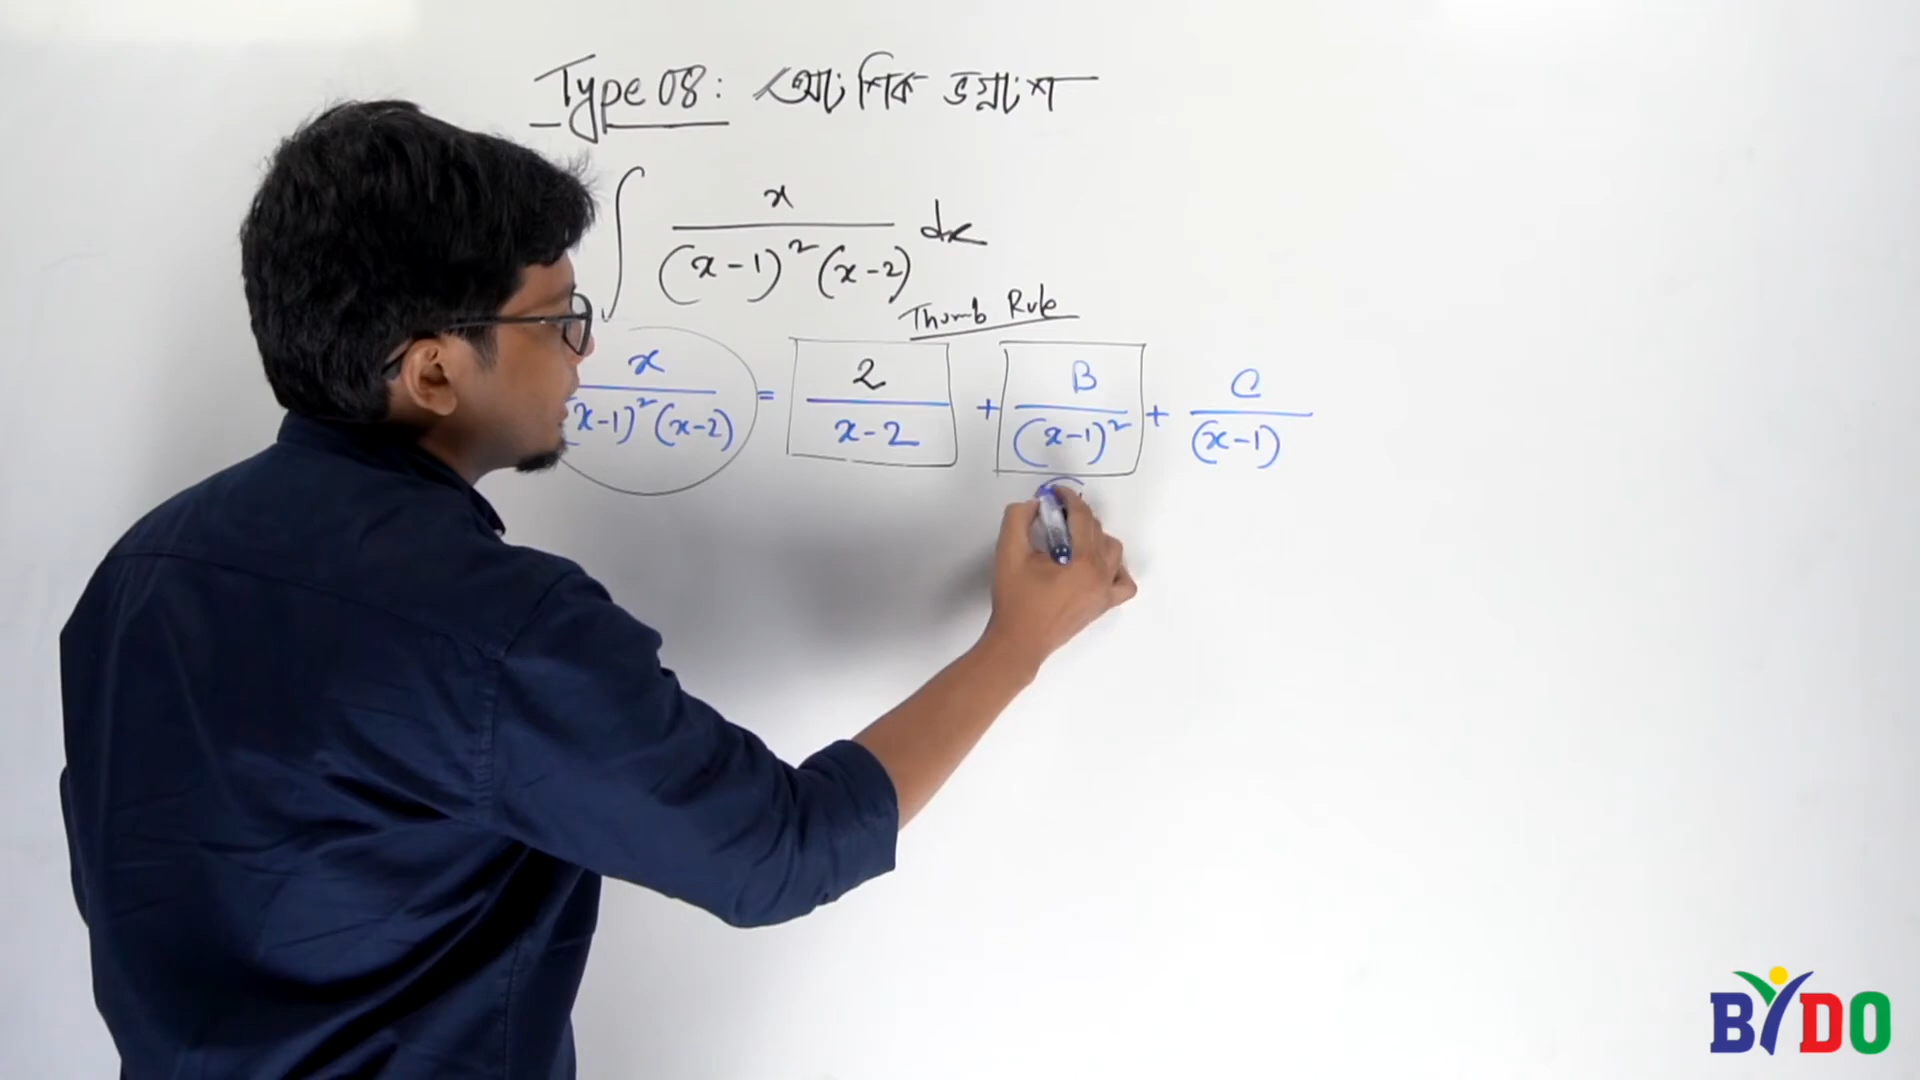 Type 08: আংশিক ভগ্নাংশ
∫ x / (x-1)² (x-2) dx
Thumb Rule
x / (x-1)² (x-2) = 2 / x-2 + B / (x-1)² + C / (x-1)
BYDO